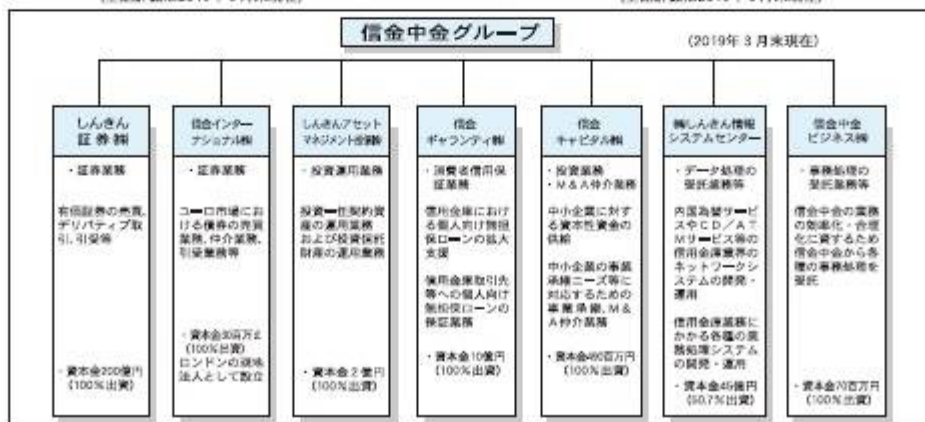 信金中金グループ
(2019年3月末現在)
しんきん
証券㈱
・証券業務
有価証券の売買、
デリバティブ取
引、引受等
・資本金200億円
(100%出資)
信金インター
ナショナル㈱
・証券業務
ユーロ市場にお
ける債券の売買
業務、仲介業務、
引受業務等
(100%出資)
ロンドンの現地
法人として設立
しんきんアセット
マネジメント投信㈱
・投資運用業務
投資一任契約資
産の運用業務
および投資信託
財産の運用業務
・資本金2億円
(100%出資)
信金
ギャランティ㈱
・消費者信用保
証業務
信用金庫におけ
る個人向け無担
保ローンの拡大
支援
信用金庫取引先
等への個人向け
無担保ローンの
保証業務
・資本金10億円
(100%出資)
信金
キャピタル㈱
・投資業務
・M&A仲介業務
中小企業に対す
る資本性資金の
供給
中小企業の事業
承継ニーズ等に
対応するための
事業承継、M&
A仲介業務
・資本金490百万円
(100%出資)
㈱しんきん情報
システムセンター
・データ処理の
受託業務等
内国為替サービ
スやCD/AT
Mサービス等の
信用金庫業界の
ネットワークシ
ステムの開発・
運用
信用金庫業務に
かかる各種の業
務処理システム
の開発・運用
・資本金45億円
(50.7%出資)
信金中金
ビジネス㈱
・事務処理の
受託業務等
信金中金の業務
の効率化・合理
化に資するため
信金中金から各
種の事務処理を
受託
・資本金70百万円
(100%出資)